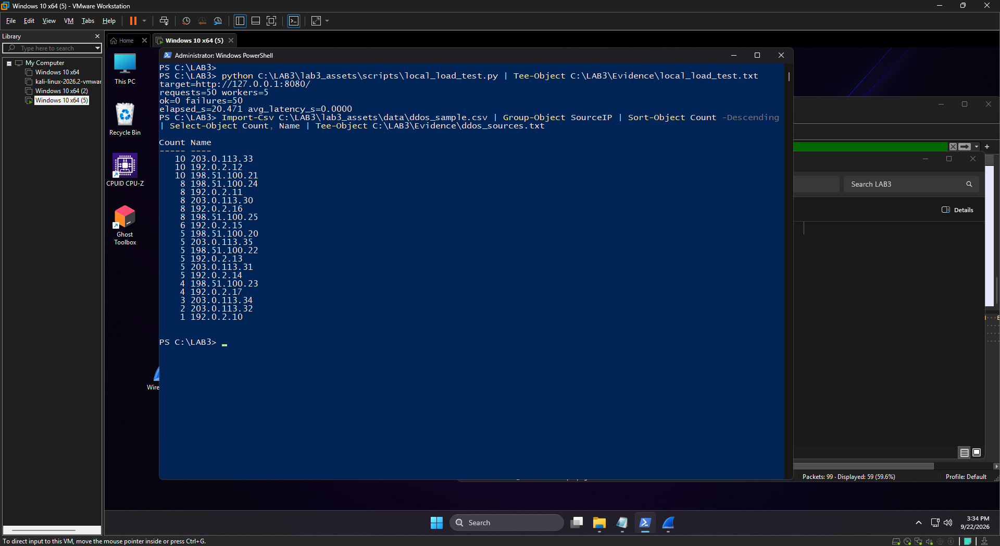 Windows 10 x64 (5) - VMware Workstation
File Edit View VM Tabs Help
Library
Type here to search
My Computer
Windows 10 x64
kali-linux-2026.2-vmwar
Windows 10 x64 (2)
Windows 10 x64 (5)
Home
Windows 10 x64 (5)
This PC
Recycle Bin
CPUID CPU-Z
Ghost
Toolbox
Wire
Administrator: Windows PowerShell
PS C:\LAB3>
PS C:\LAB3> python C:\LAB3\lab3_assets\scripts\local_load_test.py | Tee-Object C:\LAB3\Evidence\local_load_test.txt
target=http://127.0.0.1:8080/
requests=50 workers=5
ok=0 failures=50
elapsed_s=20.471 avg_latency_s=0.0000
PS C:\LAB3> Import-Csv C:\LAB3\lab3_assets\data\ddos_sample.csv | Group-Object SourceIP | Sort-Object Count -Descending
| Select-Object Count, Name | Tee-Object C:\LAB3\Evidence\ddos_sources.txt
Count Name
----- ----
10 203.0.113.33
10 192.0.2.12
10 198.51.100.21
8 198.51.100.24
8 192.0.2.11
8 203.0.113.30
8 192.0.2.16
8 198.51.100.25
6 192.0.2.15
5 198.51.100.20
5 203.0.113.35
5 198.51.100.22
5 192.0.2.13
5 203.0.113.31
5 192.0.2.14
4 198.51.100.23
4 192.0.2.17
3 203.0.113.34
2 203.0.113.32
1 192.0.2.10
PS C:\LAB3>
Search LAB3
Details
Packets: 99 · Displayed: 59 (59.6%)
Profile: Default
Search
3:34 PM
9/22/2026
To direct input to this VM, move the mouse pointer inside or press Ctrl+G.